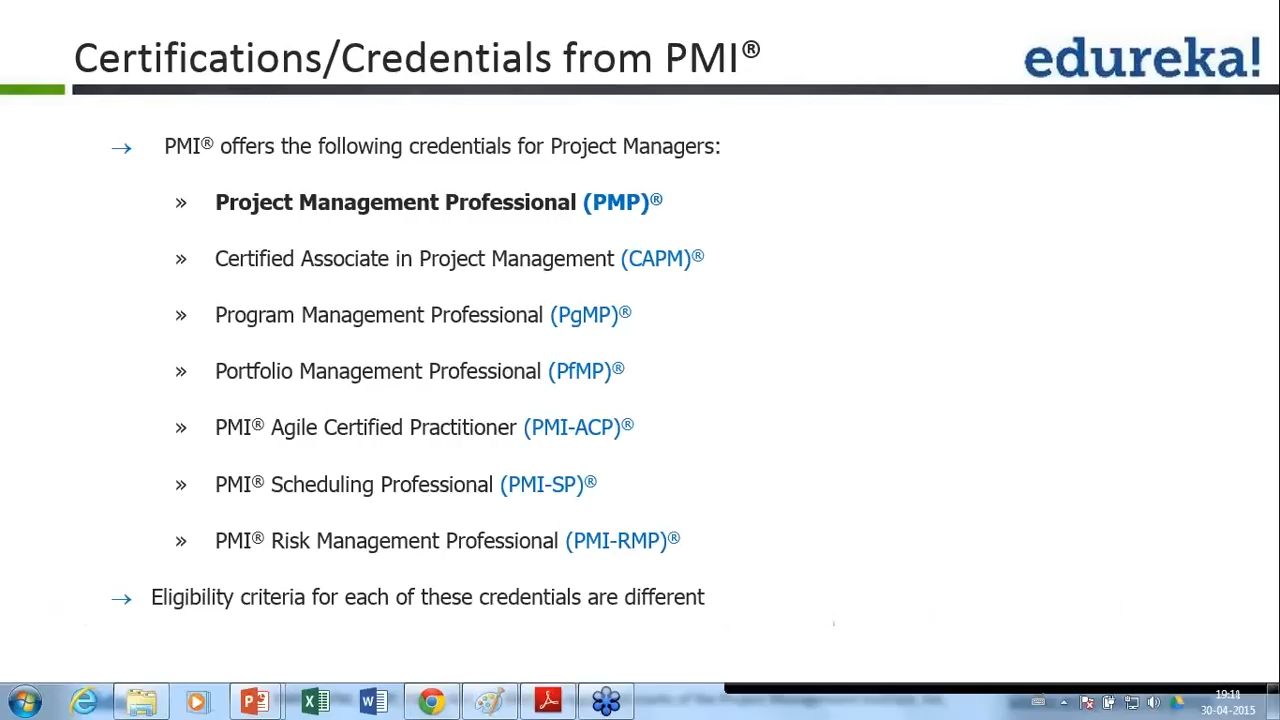 Certifications/Credentials from PMI®
edureka!
→ PMI® offers the following credentials for Project Managers:
» Project Management Professional (PMP)®
» Certified Associate in Project Management (CAPM)®
» Program Management Professional (PgMP)®
» Portfolio Management Professional (PfMP)®
» PMI® Agile Certified Practitioner (PMI-ACP)®
» PMI® Scheduling Professional (PMI-SP)®
» PMI® Risk Management Professional (PMI-RMP)®
→ Eligibility criteria for each of these credentials are different
30-04-2015